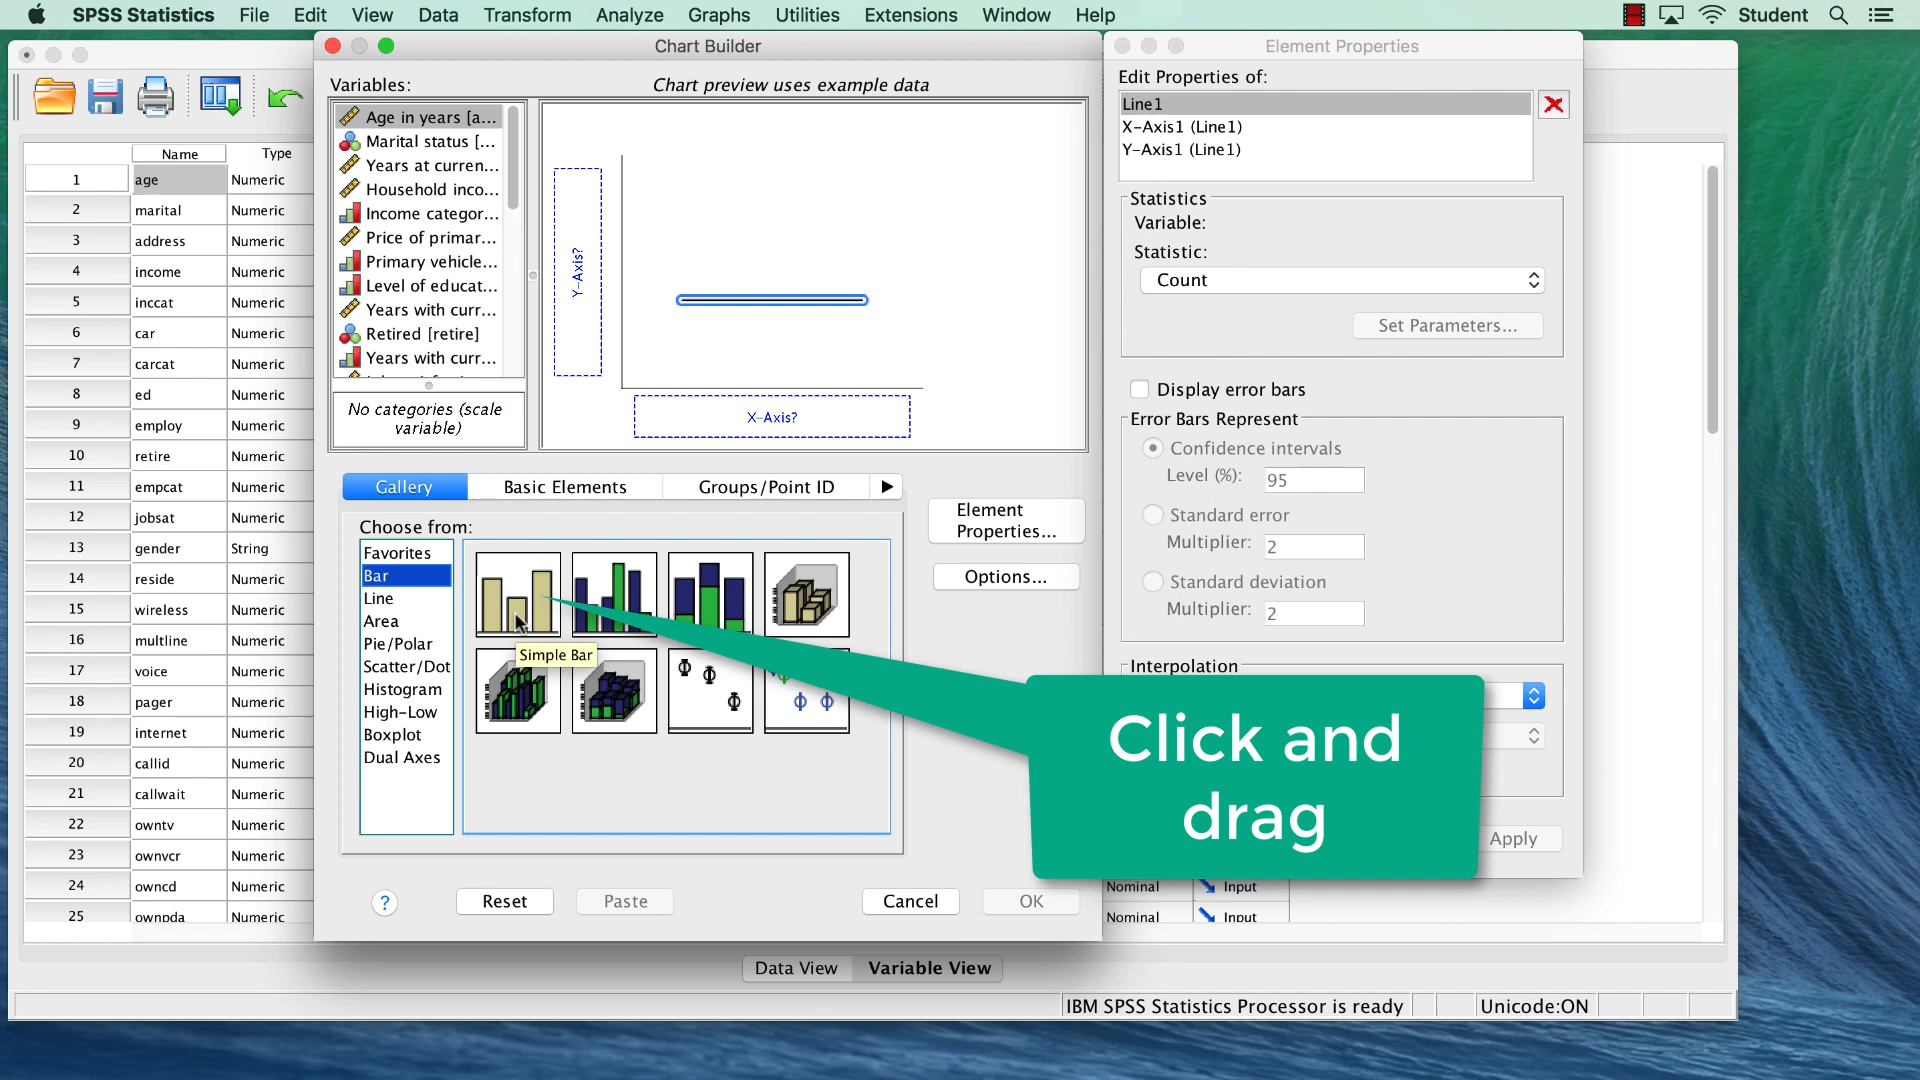 SPSS Statistics File Edit View Data Transform Analyze Graphs Utilities Extensions Window Help Student
Chart Builder
Variables:
Chart preview uses example data
Age in years [a...
Marital status [...
Years at curren...
Household inco...
Income categor...
Price of primar...
Primary vehicle...
Level of educat...
Years with curr...
Retired [retire]
Years with curr...
No categories (scale
variable)
Y-Axis?
X-Axis?
Gallery Basic Elements Groups/Point ID
Choose from:
Favorites
Bar
Line
Area
Pie/Polar
Scatter/Dot
Histogram
High-Low
Boxplot
Dual Axes
Simple Bar
Element
Properties...
Options...
? Reset Paste Cancel OK
Element Properties
Edit Properties of:
Line1
X-Axis1 (Line1)
Y-Axis1 (Line1)
Statistics
Variable:
Statistic:
Count
Set Parameters...
Display error bars
Error Bars Represent
Confidence intervals
Level (%): 95
Standard error
Multiplier: 2
Standard deviation
Multiplier: 2
Interpolation
Apply
Click and
drag
Name Type
1 age Numeric
2 marital Numeric
3 address Numeric
4 income Numeric
5 inccat Numeric
6 car Numeric
7 carcat Numeric
8 ed Numeric
9 employ Numeric
10 retire Numeric
11 empcat Numeric
12 jobsat Numeric
13 gender String
14 reside Numeric
15 wireless Numeric
16 multline Numeric
17 voice Numeric
18 pager Numeric
19 internet Numeric
20 callid Numeric
21 callwait Numeric
22 owntv Numeric
23 ownvcr Numeric
24 owncd Numeric Nominal Input
25 ownpda Numeric Nominal Input
Data View Variable View
IBM SPSS Statistics Processor is ready Unicode:ON